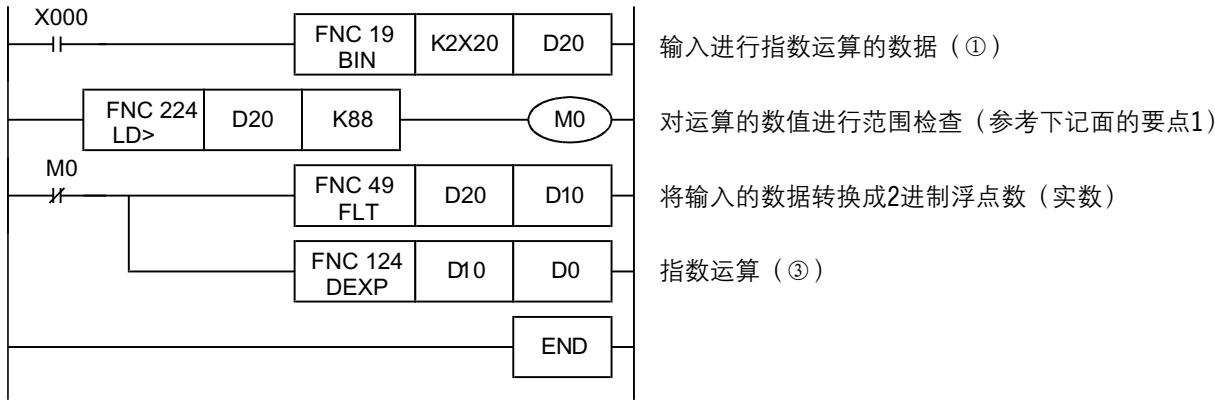 X000
FNC 19 BIN K2X20 D20 输入进行指数运算的数据（①）
FNC 224 LD> D20 K88 M0 对运算的数值进行范围检查（参考下记面的要点1）
M0
FNC 49 FLT D20 D10 将输入的数据转换成2进制浮点数（实数）
FNC 124 DEXP D10 D0 指数运算（③）
END